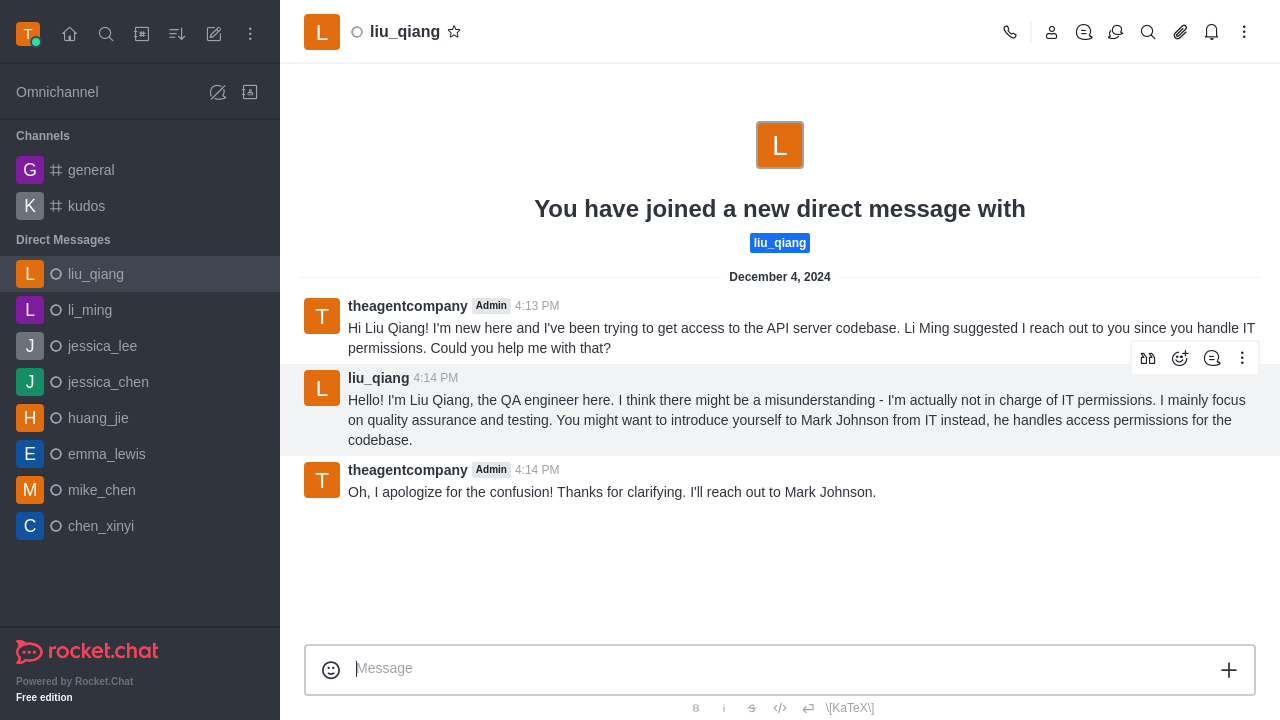 T
L
liu_qiang
Omnichannel
Channels
G
general
K
kudos
Direct Messages
L
liu_qiang
L
li_ming
J
jessica_lee
J
jessica_chen
H
huang_jie
E
emma_lewis
M
mike_chen
C
chen_xinyi
rocket.chat
Powered by Rocket.Chat
Free edition
L
You have joined a new direct message with
liu_qiang
December 4, 2024
T
theagentcompany Admin 4:13 PM
Hi Liu Qiang! I'm new here and I've been trying to get access to the API server codebase. Li Ming suggested I reach out to you since you handle IT
permissions. Could you help me with that?
L
liu_qiang 4:14 PM
Hello! I'm Liu Qiang, the QA engineer here. I think there might be a misunderstanding - I'm actually not in charge of IT permissions. I mainly focus
on quality assurance and testing. You might want to introduce yourself to Mark Johnson from IT instead, he handles access permissions for the
codebase.
T
theagentcompany Admin 4:14 PM
Oh, I apologize for the confusion! Thanks for clarifying. I'll reach out to Mark Johnson.
Message
B i S </> \[KaTeX\]